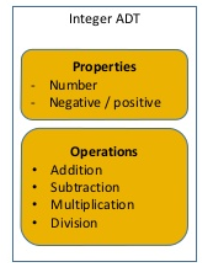 Integer ADT
Properties
- Number
- Negative / positive
Operations
• Addition
• Subtraction
• Multiplication
• Division